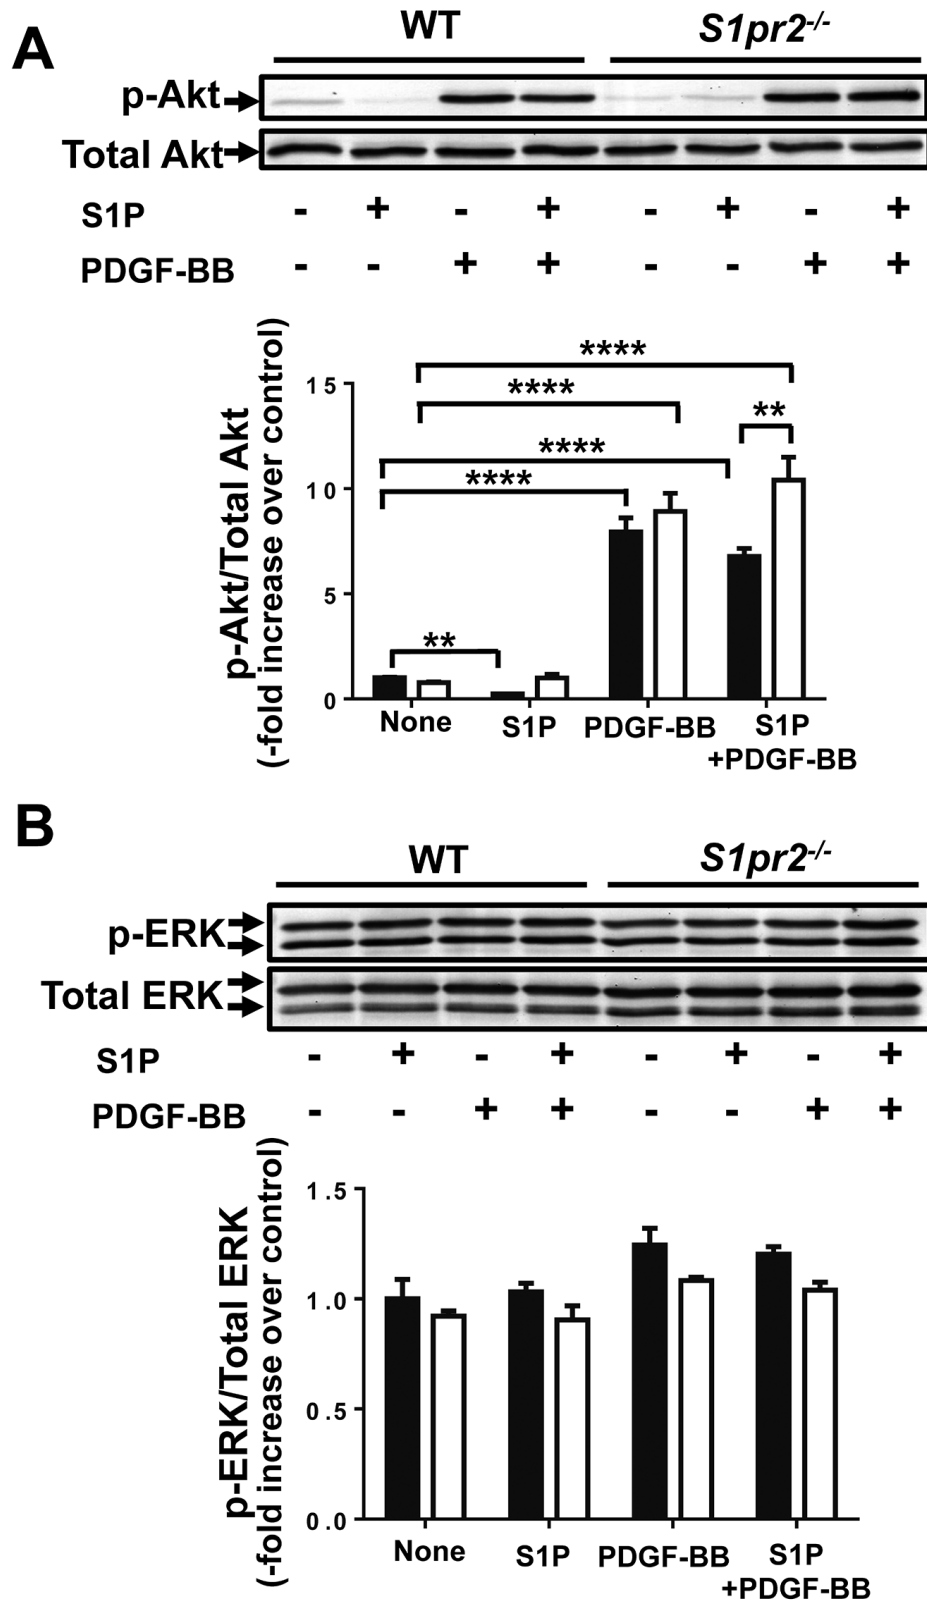 A
WT S1pr2-/-
p-Akt
Total Akt
S1P - + - + - + - +
PDGF-BB - - + + - - + +
p-Akt/Total Akt
(-fold increase over control)
15
10
5
0
****
****
****
****
**
**
None S1P PDGF-BB S1P
+PDGF-BB
B
WT S1pr2-/-
p-ERK
Total ERK
S1P - + - + - + - +
PDGF-BB - - + + - - + +
p-ERK/Total ERK
(-fold increase over control)
1.5
1.0
0.5
0.0
None S1P PDGF-BB S1P
+PDGF-BB